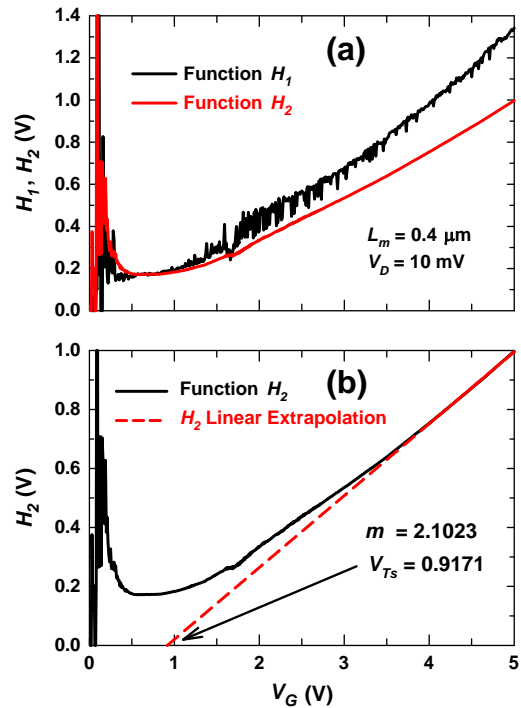 1.4
1.2
1.0
0.8
0.6
0.4
0.2
0.0
H1, H2 (V)
(a)
Function H1
Function H2
Lm = 0.4 μm
VD = 10 mV
1.0
0.8
0.6
0.4
0.2
0.0
H2 (V)
(b)
Function H2
H2 Linear Extrapolation
m = 2.1023
VTs = 0.9171
0 1 2 3 4 5
VG (V)